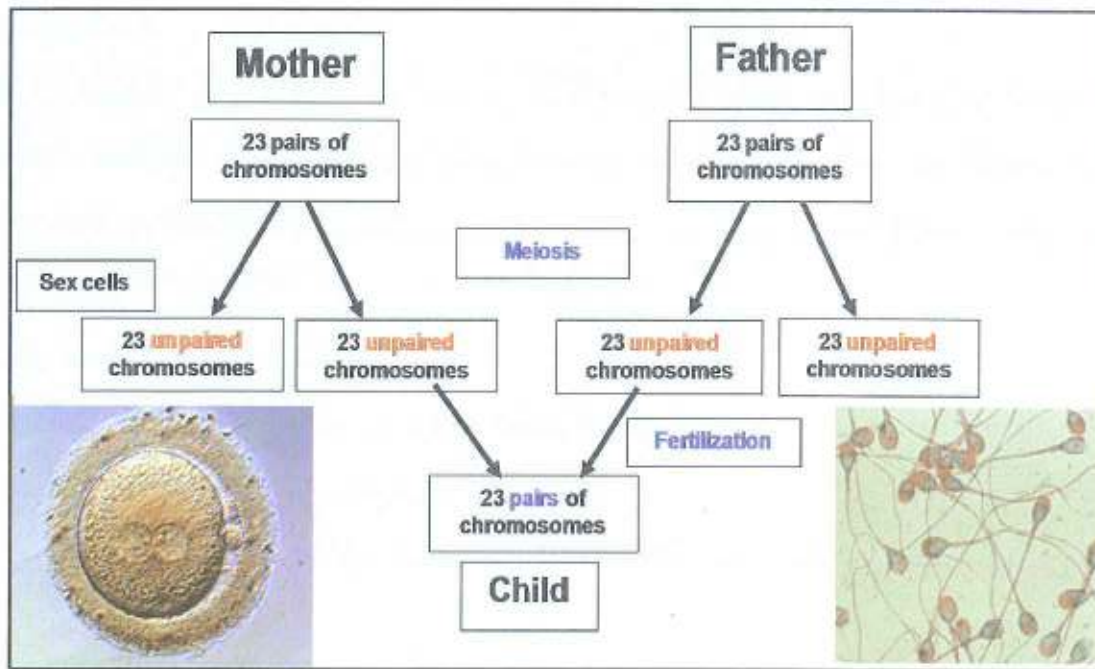 Mother
Father
23 pairs of
chromosomes
23 pairs of
chromosomes
Meiosis
Sex cells
23 unpaired
chromosomes
23 unpaired
chromosomes
23 unpaired
chromosomes
23 unpaired
chromosomes
Fertilization
23 pairs of
chromosomes
Child